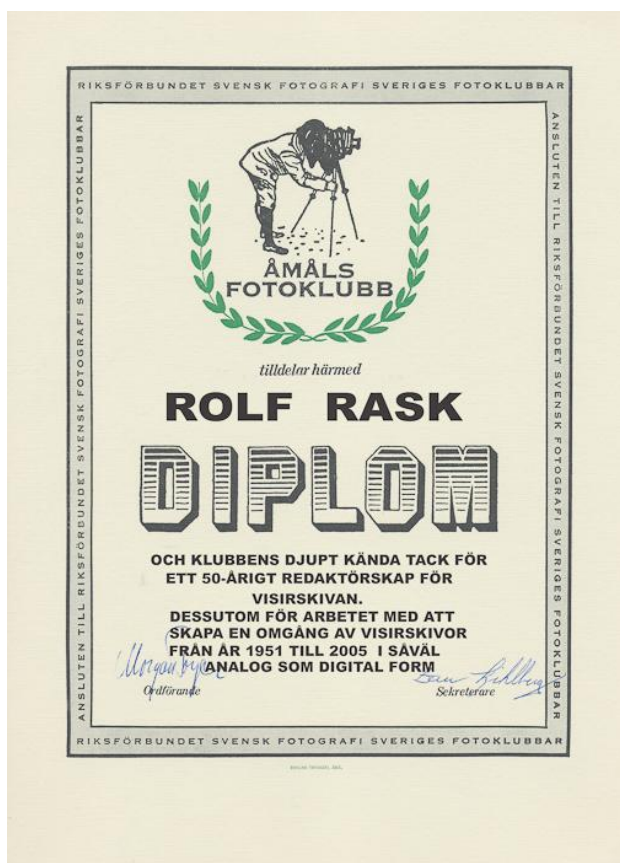 RIKSFÖRBUNDET SVENSK FOTOGRAFI SVERIGES FOTOKLUBBAR
ANSLUTEN TILL RIKSFÖRBUNDET SVENSK FOTOGRAFI SVERIGES FOTOKLUBBAR
ANSLUTEN TILL RIKSFÖRBUNDET SVENSK FOTOGRAFI SVERIGES FOTOKLUBBAR
ÅMÅLS
FOTOKLUBB
tilldelar härmed
ROLF RASK
DIPLOM
OCH KLUBBENS DJUPT KÄNDA TACK FÖR
ETT 50-ÅRIGT REDAKTÖRSKAP FÖR
VISIRSKIVAN.
DESSUTOM FÖR ARBETET MED ATT
SKAPA EN OMGÅNG AV VISIRSKIVOR
FRÅN ÅR 1951 TILL 2005 I SÅVÄL
ANALOG SOM DIGITAL FORM
Ordförande
Sekreterare
RIKSFÖRBUNDET SVENSK FOTOGRAFI SVERIGES FOTOKLUBBAR